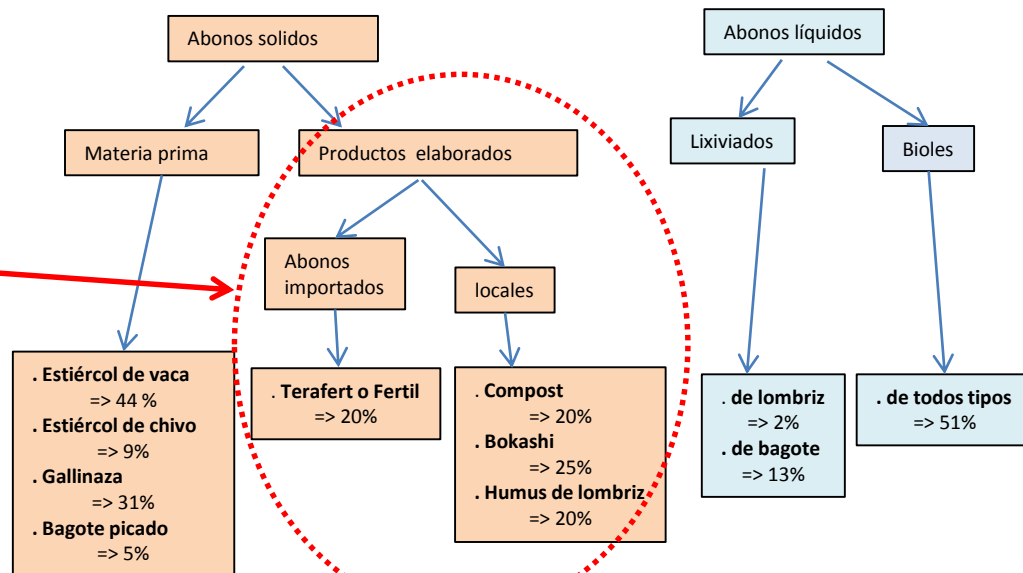 Abonos solidos
Abonos líquidos
Materia prima
Productos elaborados
Lixiviados
Bioles
Abonos
importados
locales
. Estiércol de vaca
=> 44 %
. Estiércol de chivo
=> 9%
. Gallinaza
=> 31%
. Bagote picado
=> 5%
. Terafert o Fertil
=> 20%
. Compost
=> 20%
. Bokashi
=> 25%
. Humus de lombriz
=> 20%
. de lombriz
=> 2%
. de bagote
=> 13%
. de todos tipos
=> 51%